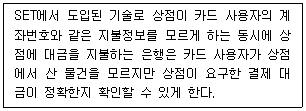 SET에서 도입된 기술로 상점이 카드 사용자의 계
좌번호와 같은 지불정보를 모르게 하는 동시에 상
점에 대금을 지불하는 은행은 카드 사용자가 상점
에서 산 물건을 모르지만 상점이 요구한 결제 대
금이 정확한지 확인할 수 있게 한다.